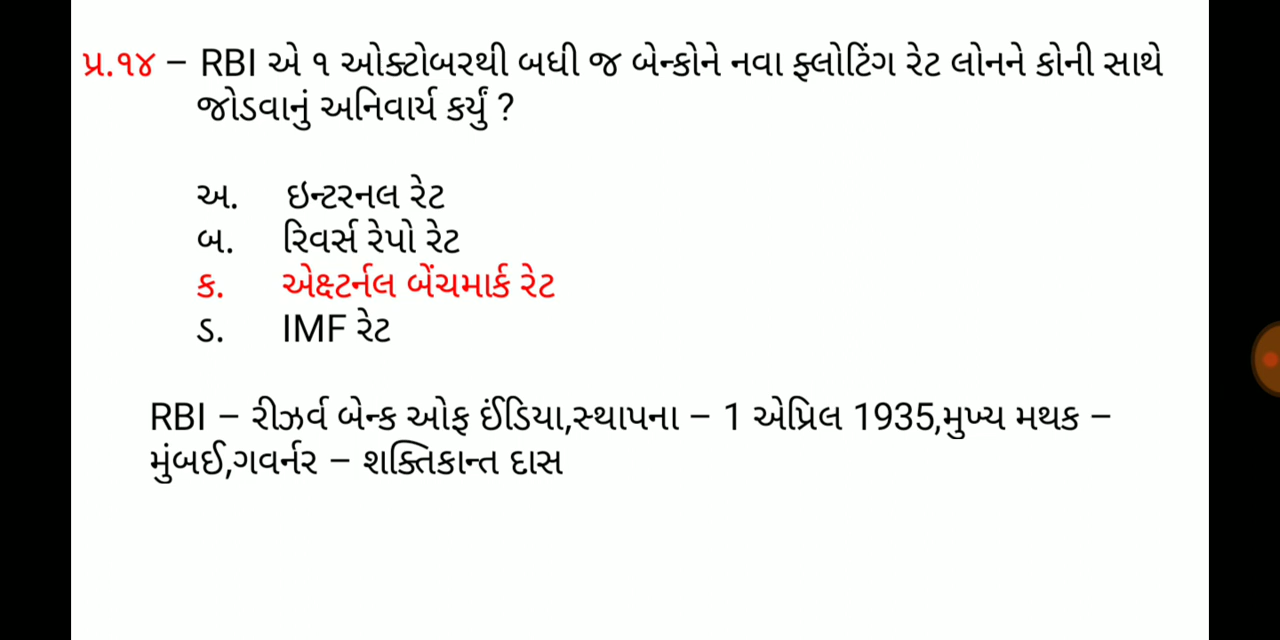 પ્ર.૧૪ – RBI એ ૧ ઓક્ટોબરથી બધી જ બેન્કોને નવા ફ્લોટિંગ રેટ લોનને કોની સાથે
જોડવાનું અનિવાર્ય કર્યું ?
અ. ઇન્ટરનલ રેટ
બ. રિવર્સ રેપો રેટ
ક. એક્ષ્ટર્નલ બેંચમાર્ક રેટ
ડ. IMF રેટ
RBI – રીઝર્વ બેન્ક ઓફ ઈંડિયા,સ્થાપના – 1 એપ્રિલ 1935,મુખ્ય મથક –
મુંબઈ,ગવર્નર – શક્તિકાન્ત દાસ